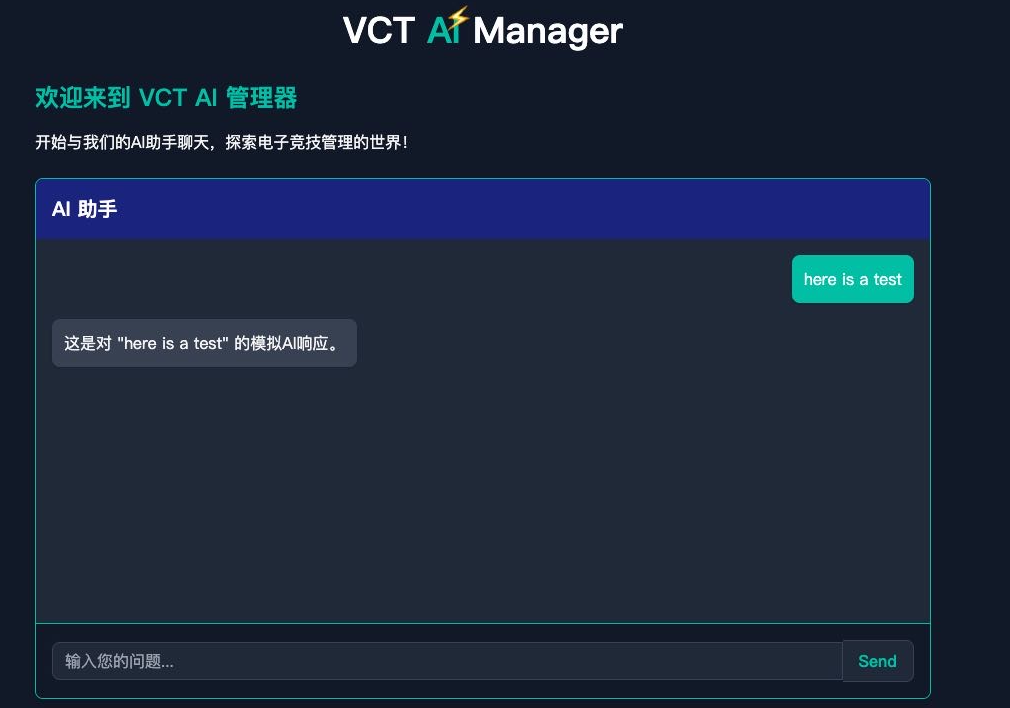 VCT AI Manager
欢迎来到 VCT AI 管理器
开始与我们的AI助手聊天，探索电子竞技管理的世界！
AI 助手
here is a test
这是对 "here is a test" 的模拟AI响应。
输入您的问题...
Send